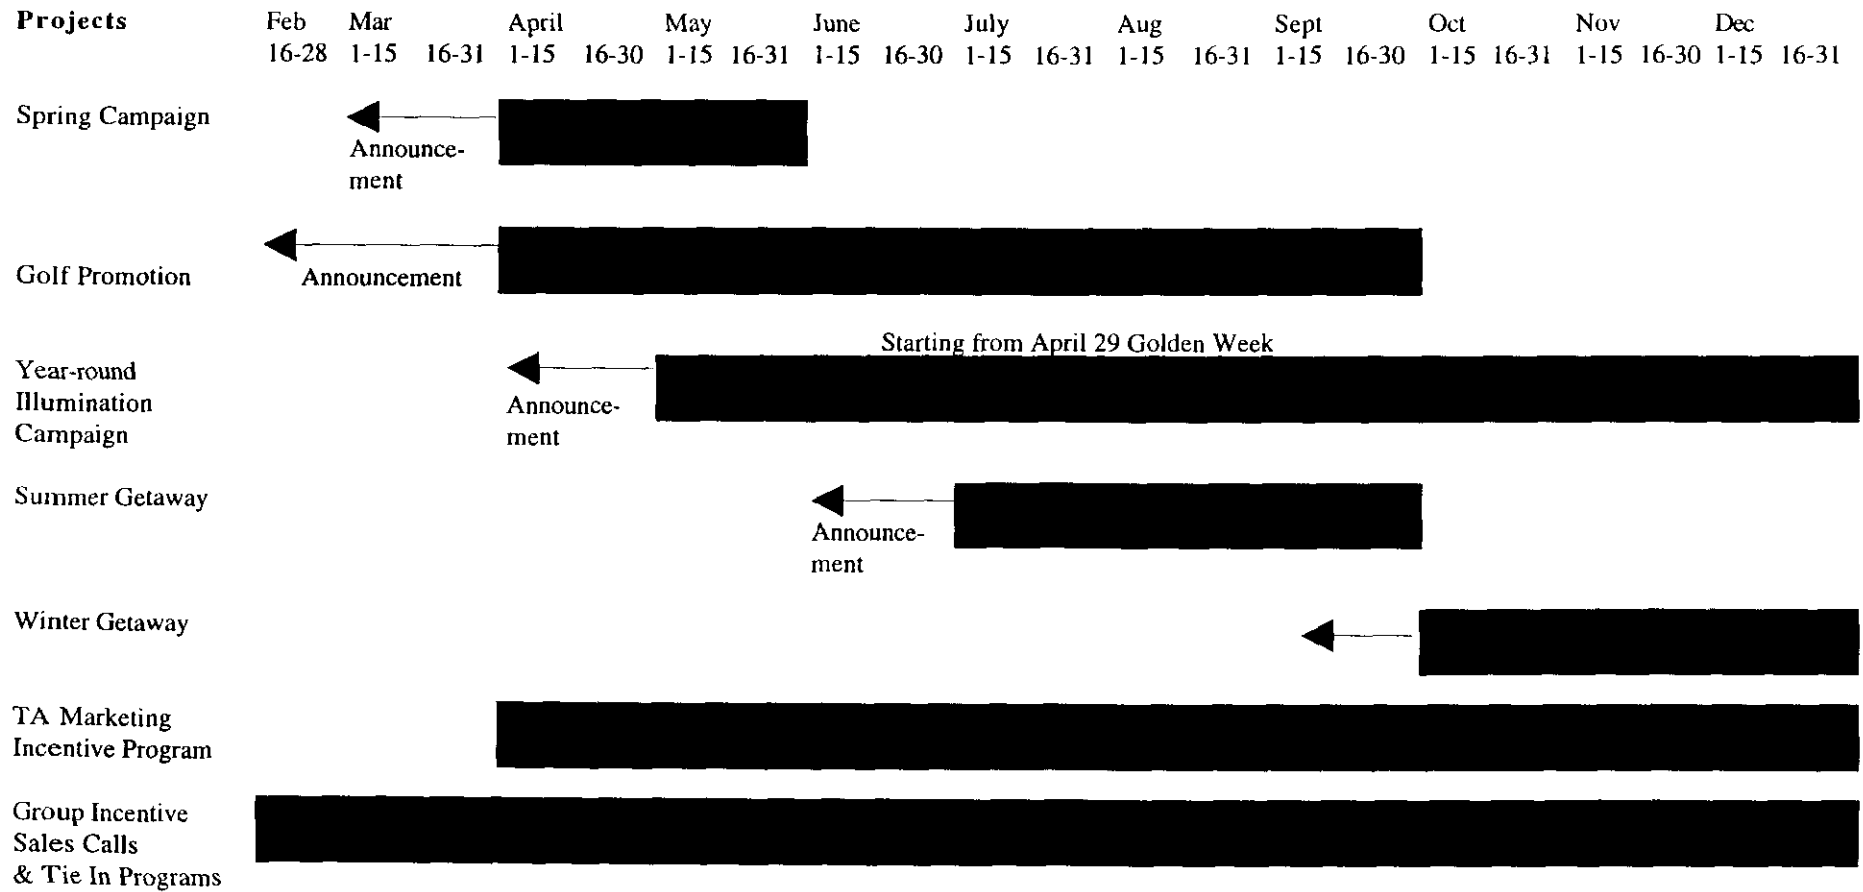 Projects Feb Mar April May June July Aug Sept Oct Nov Dec
16-28 1-15 16-31 1-15 16-30 1-15 16-31 1-15 16-30 1-15 16-31 1-15 16-31 1-15 16-30 1-15 16-31 1-15 16-30 1-15 16-31
Spring Campaign
Announce-
ment
Golf Promotion Announcement
Starting from April 29 Golden Week
Year-round
Illumination
Campaign
Announce-
ment
Summer Getaway
Announce-
ment
Winter Getaway
TA Marketing
Incentive Program
Group Incentive
Sales Calls
& Tie In Programs